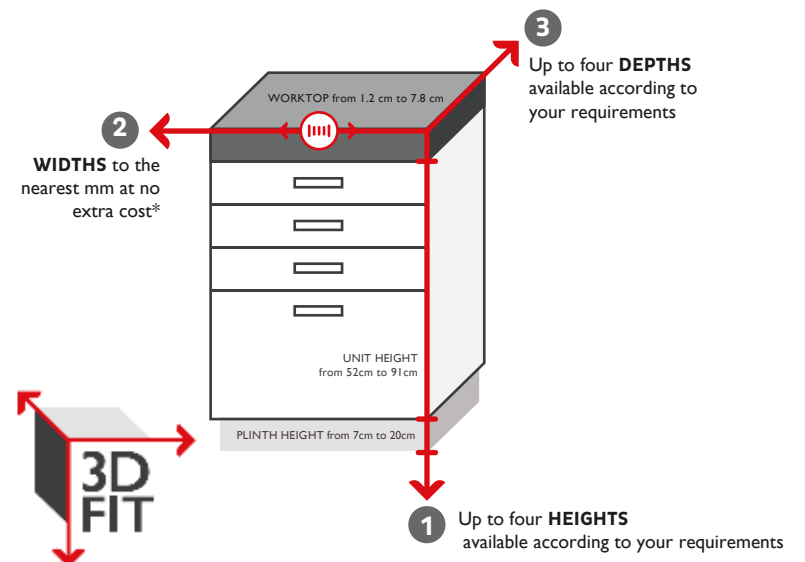 3
Up to four DEPTHS
available according to
your requirements
WORKTOP from 1.2 cm to 7.8 cm
2
WIDTHS to the
nearest mm at no
extra cost*
UNIT HEIGHT
from 52cm to 91cm
PLINTH HEIGHT from 7cm to 20cm
3D
FIT
1
Up to four HEIGHTS
available according to your requirements